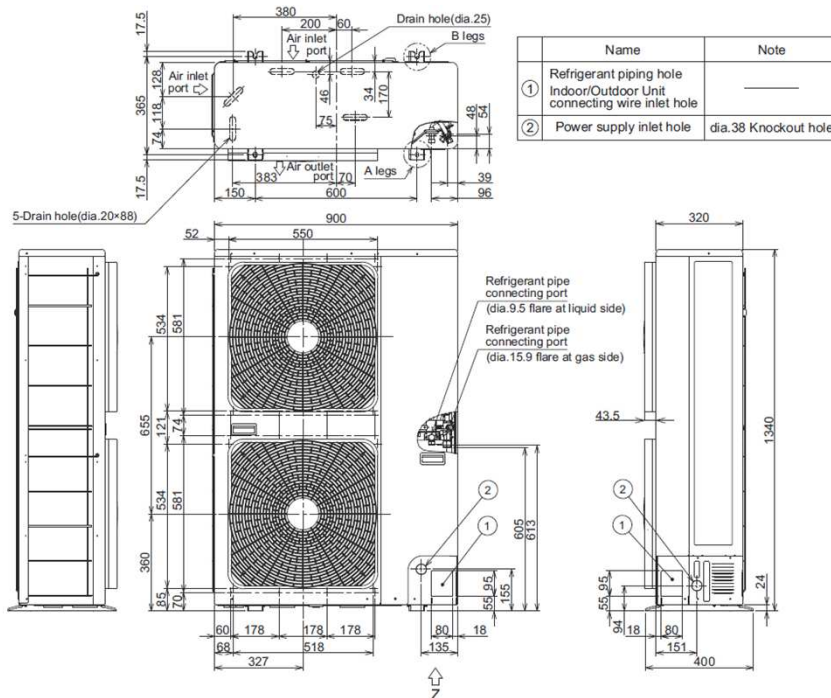 380
200
60
Drain hole(dia.25)
B legs
Air inlet
port
17.5
Air inlet
port
128
365
118
74
17.5
46
34
170
75
48
54
Air outlet
port
383
70
A legs
39
96
150
600
5-Drain hole(dia.20×88)
Name
Note
1
Refrigerant piping hole
Indoor/Outdoor Unit
connecting wire inlet hole
2
Power supply inlet hole
dia.38 Knockout hole
900
52
550
320
Refrigerant pipe
connecting port
(dia.9.5 flare at liquid side)
Refrigerant pipe
connecting port
(dia.15.9 flare at gas side)
534
581
655
121
74
534
581
360
85
70
43.5
1340
2
1
605
613
95
55
155
2
1
95
55
94
24
60
178
178
178
80
18
68
518
135
327
18
80
151
400
Z